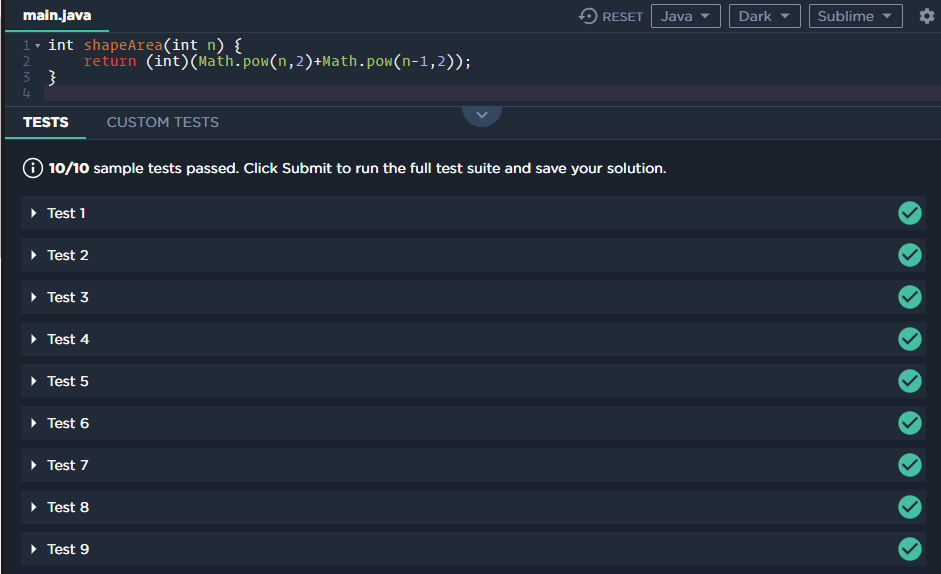 main.java
RESET Java Dark Sublime
1 int shapeArea(int n) {
2 return (int)(Math.pow(n,2)+Math.pow(n-1,2));
3 }
4
TESTS CUSTOM TESTS
10/10 sample tests passed. Click Submit to run the full test suite and save your solution.
Test 1
Test 2
Test 3
Test 4
Test 5
Test 6
Test 7
Test 8
Test 9